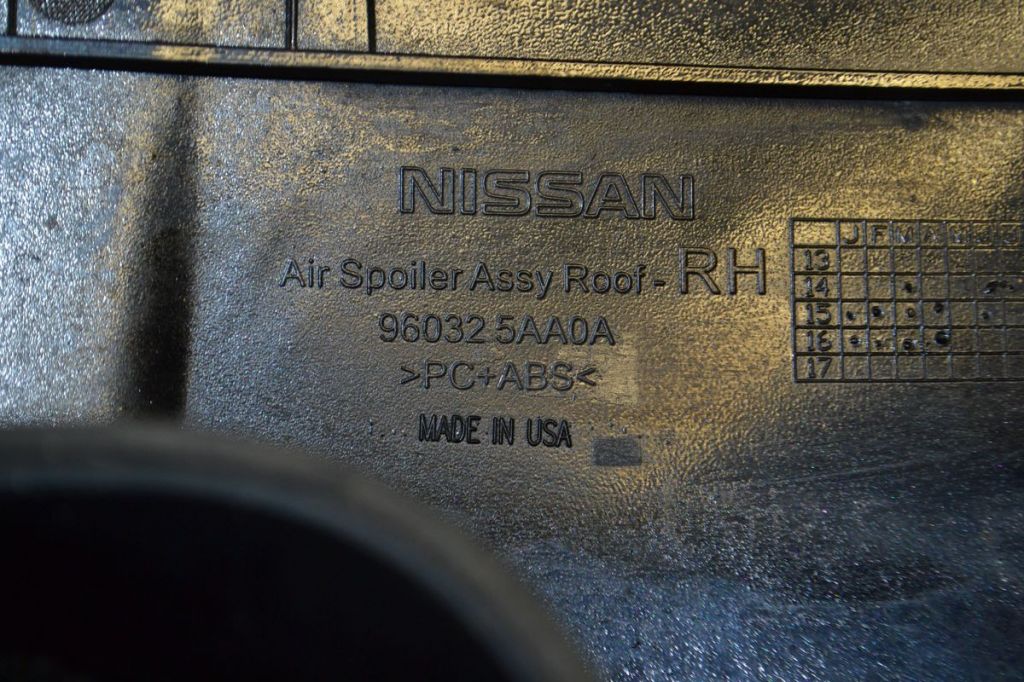 NISSAN
Air Spoiler Assy Roof - RH
96032 5AA0A
>PC+ABS<
MADE IN USA
J F M A M J
13
14
15
16
17